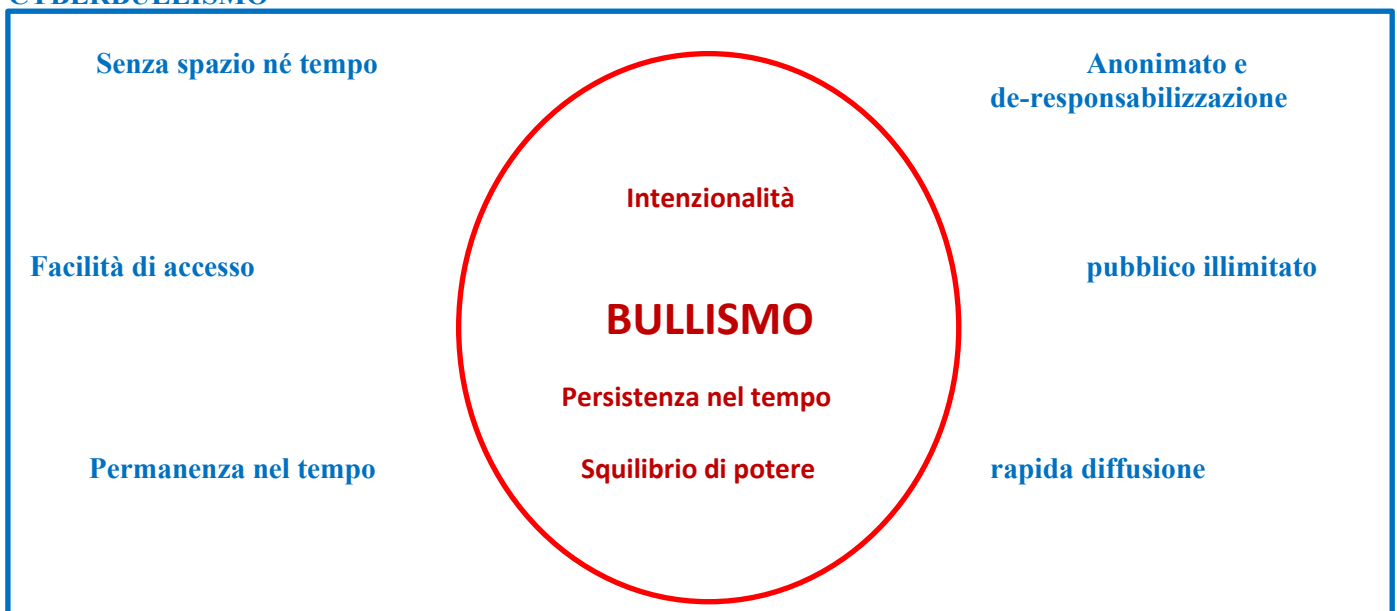 CYBERBULLISMO
Senza spazio né tempo
Anonimato e
de-responsabilizzazione
Intenzionalità
Facilità di accesso
pubblico illimitato
BULLISMO
Persistenza nel tempo
Permanenza nel tempo
Squilibrio di potere
rapida diffusione